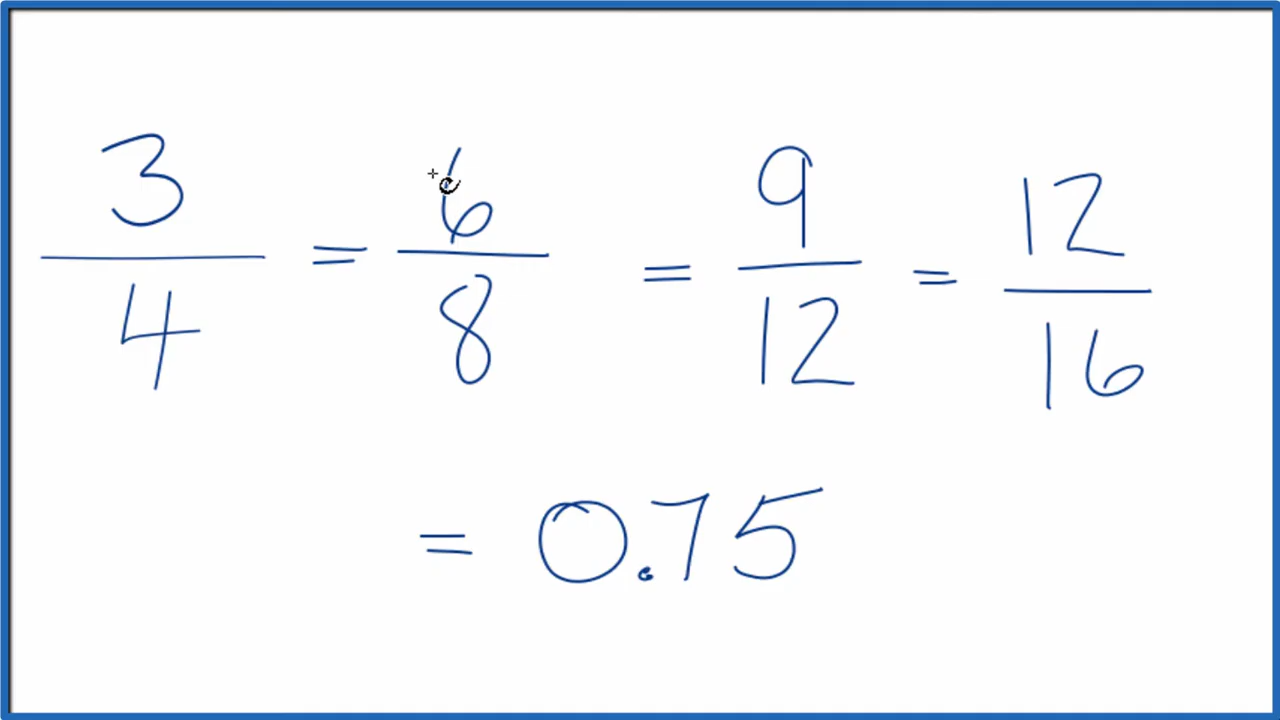 3/4 = 6/8 = 9/12 = 12/16
= 0.75